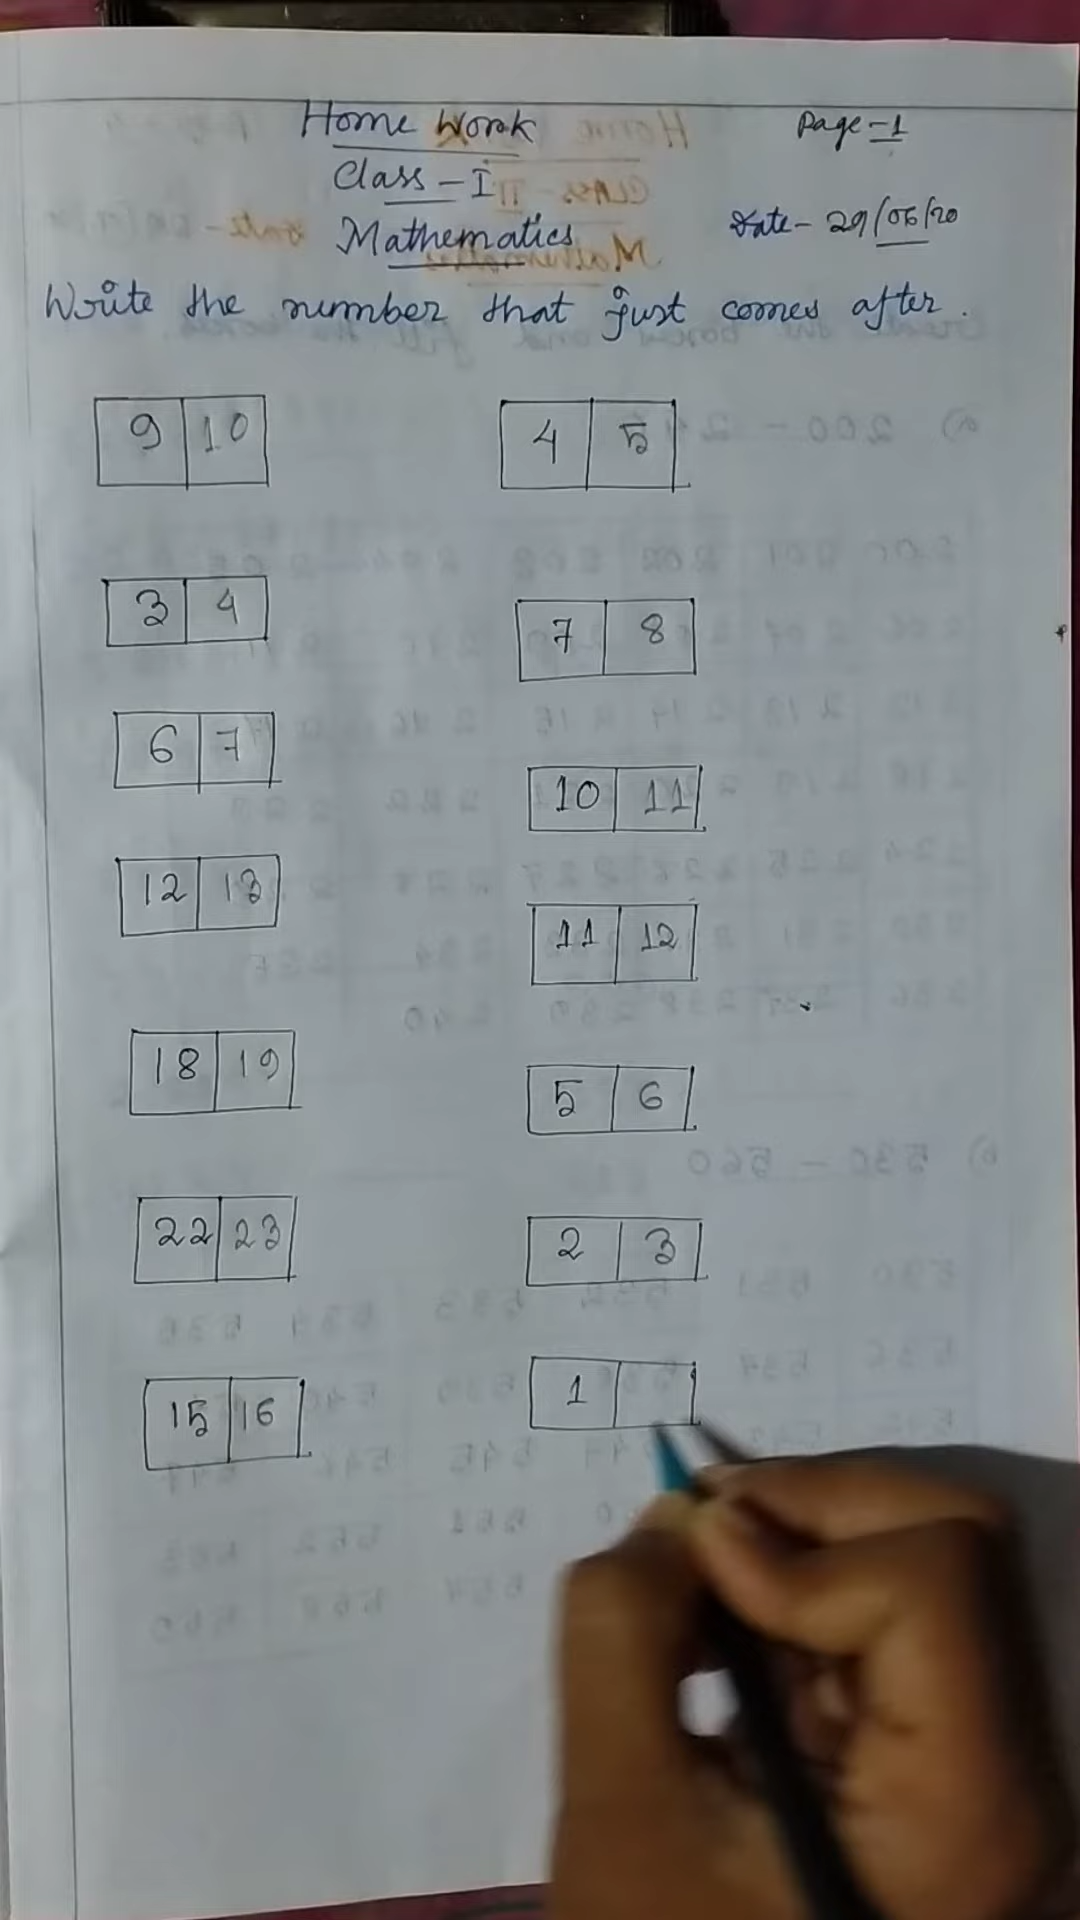 Home Work
Page-1
Class-I
Mathematics
Date- 29/06/20
Write the number that just comes after.
9 10
4 5
3 4
7 8
6 7
10 11
12 13
11 12
18 19
5 6
22 23
2 3
15 16
1